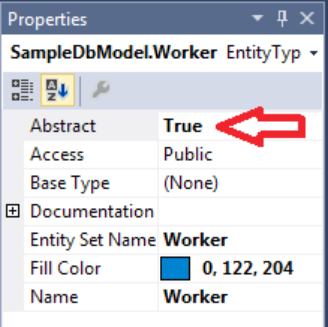 Properties
SampleDbModel.Worker EntityTyp
Abstract True
Access Public
Base Type (None)
Documentation
Entity Set Name Worker
Fill Color 0, 122, 204
Name Worker